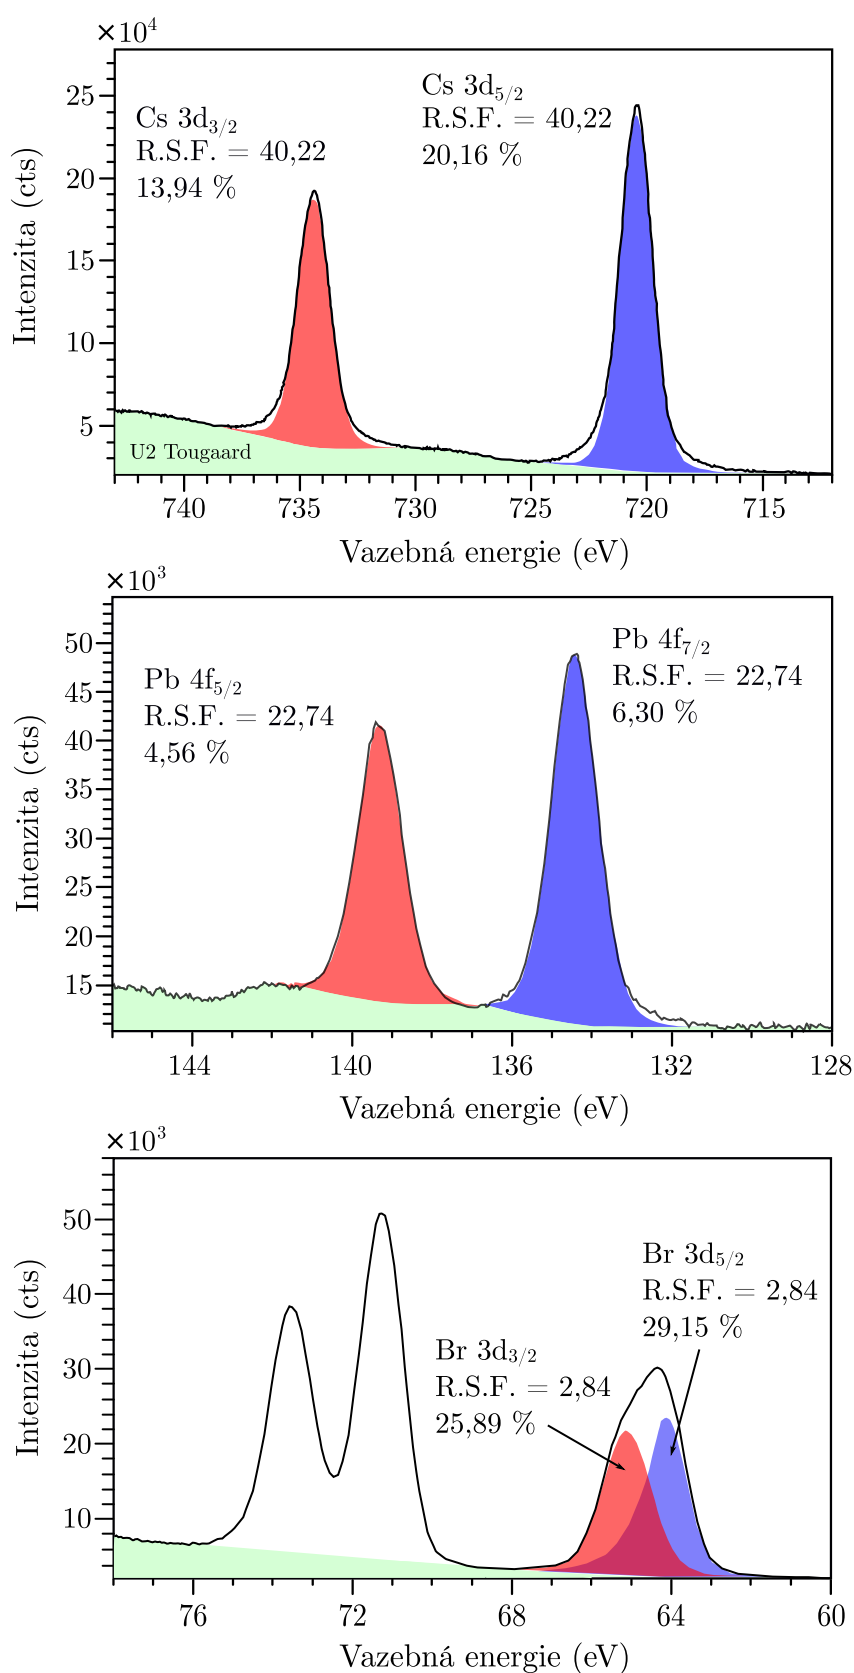 ×10⁴
Intenzita (cts)
25
20
15
10
5
Cs 3d₃/₂
R.S.F. = 40,22
13,94 %
Cs 3d₅/₂
R.S.F. = 40,22
20,16 %
U2 Tougaard
740 735 730 725 720 715
Vazebná energie (eV)
×10³
Intenzita (cts)
50
45
40
35
30
25
20
15
Pb 4f₅/₂
R.S.F. = 22,74
4,56 %
Pb 4f₇/₂
R.S.F. = 22,74
6,30 %
144 140 136 132 128
Vazebná energie (eV)
×10³
Intenzita (cts)
50
40
30
20
10
Br 3d₅/₂
R.S.F. = 2,84
29,15 %
Br 3d₃/₂
R.S.F. = 2,84
25,89 %
76 72 68 64 60
Vazebná energie (eV)